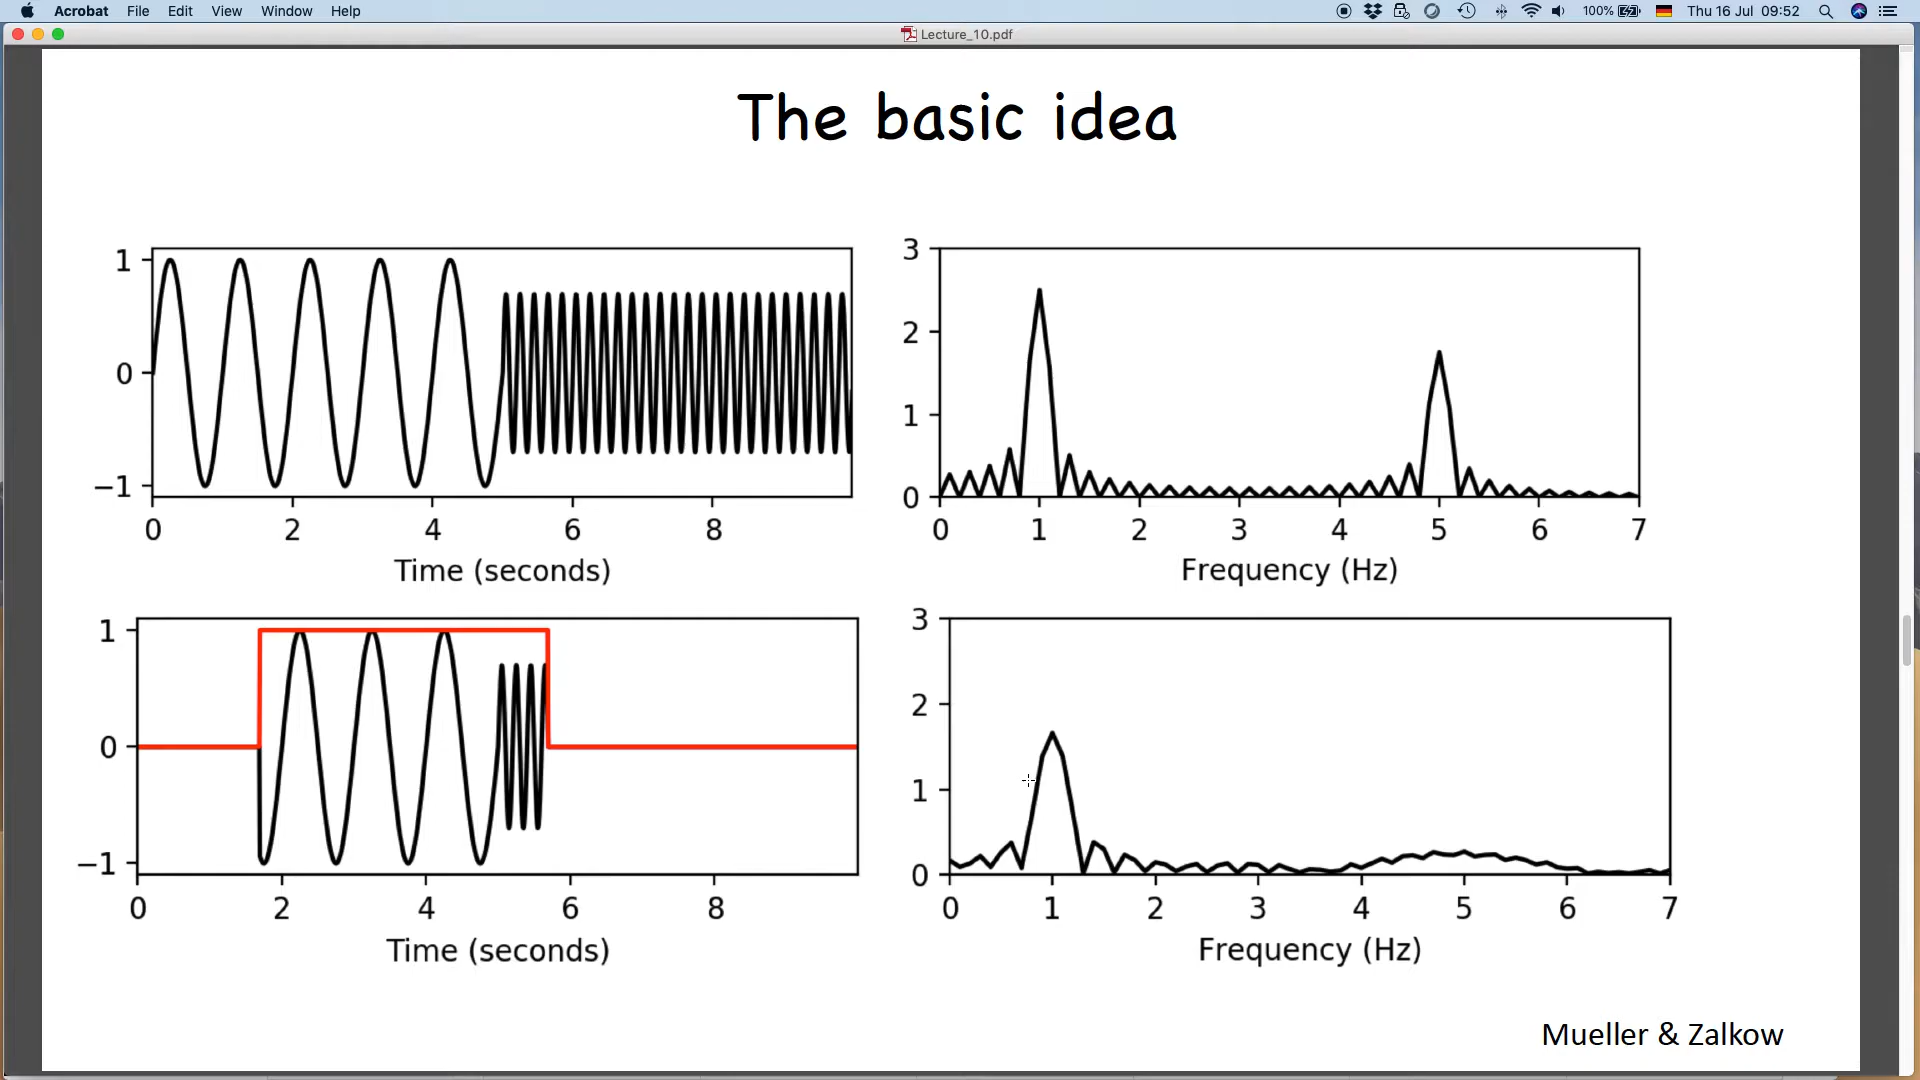 Acrobat File Edit View Window Help 100% Thu 16 Jul 09:52
Lecture_10.pdf
The basic idea
1
0
−1
0 2 4 6 8
Time (seconds)
3
2
1
0
0 1 2 3 4 5 6 7
Frequency (Hz)
1
0
−1
0 2 4 6 8
Time (seconds)
3
2
1
0
0 1 2 3 4 5 6 7
Frequency (Hz)
Mueller & Zalkow